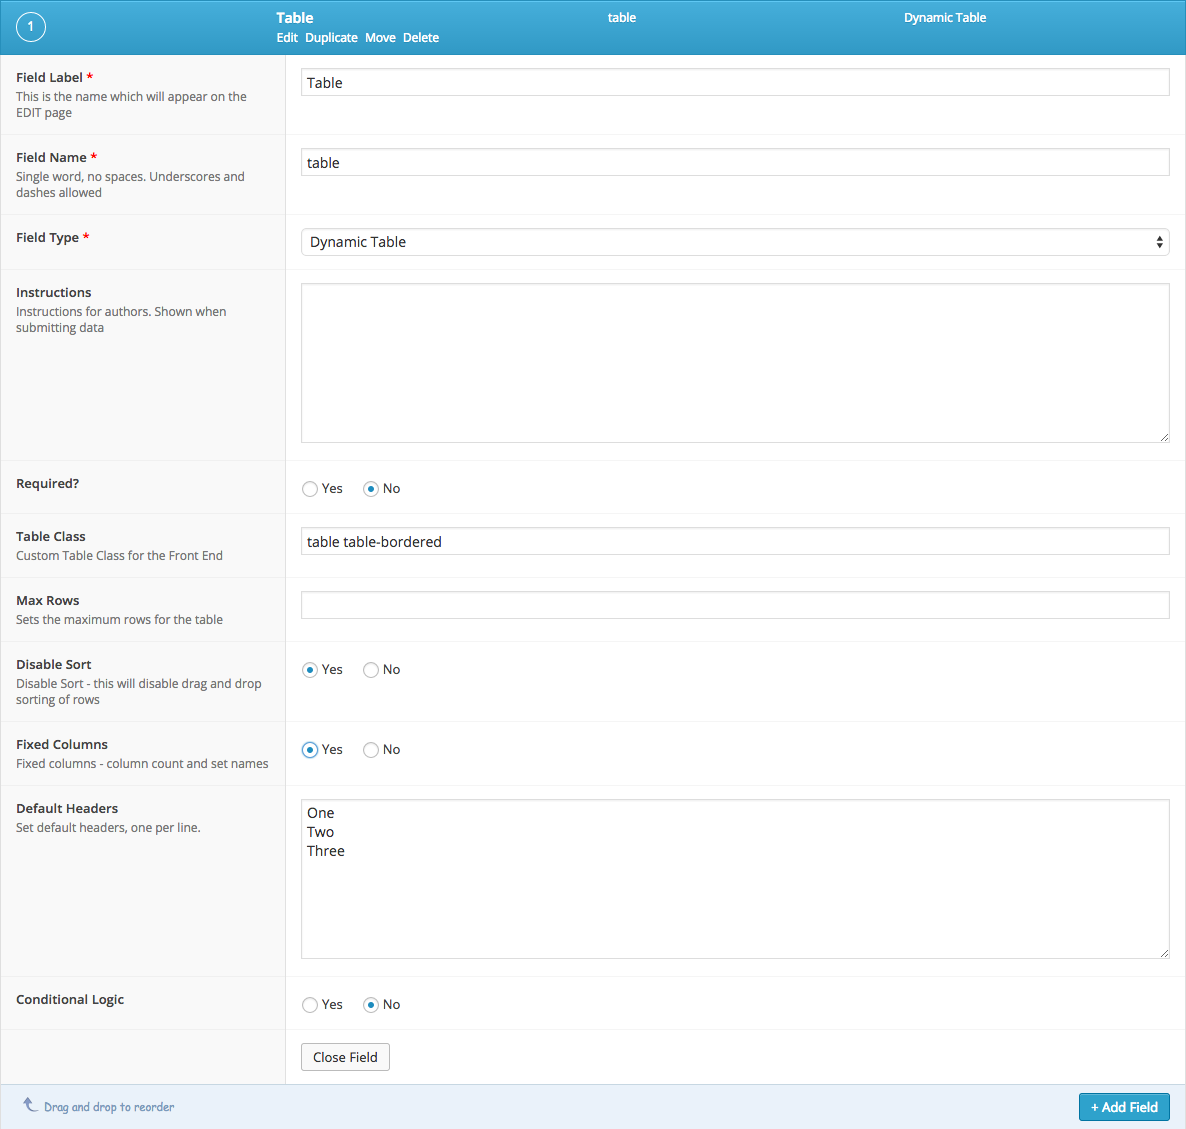 1
Table
table
Dynamic Table
Edit Duplicate Move Delete
Field Label *
This is the name which will appear on the
EDIT page
Table
Field Name *
Single word, no spaces. Underscores and
dashes allowed
table
Field Type *
Dynamic Table
Instructions
Instructions for authors. Shown when
submitting data
Required?
Yes No
Table Class
Custom Table Class for the Front End
table table-bordered
Max Rows
Sets the maximum rows for the table
Disable Sort
Disable Sort - this will disable drag and drop
sorting of rows
Yes No
Fixed Columns
Fixed columns - column count and set names
Yes No
Default Headers
Set default headers, one per line.
One
Two
Three
Conditional Logic
Yes No
Close Field
Drag and drop to reorder
+ Add Field